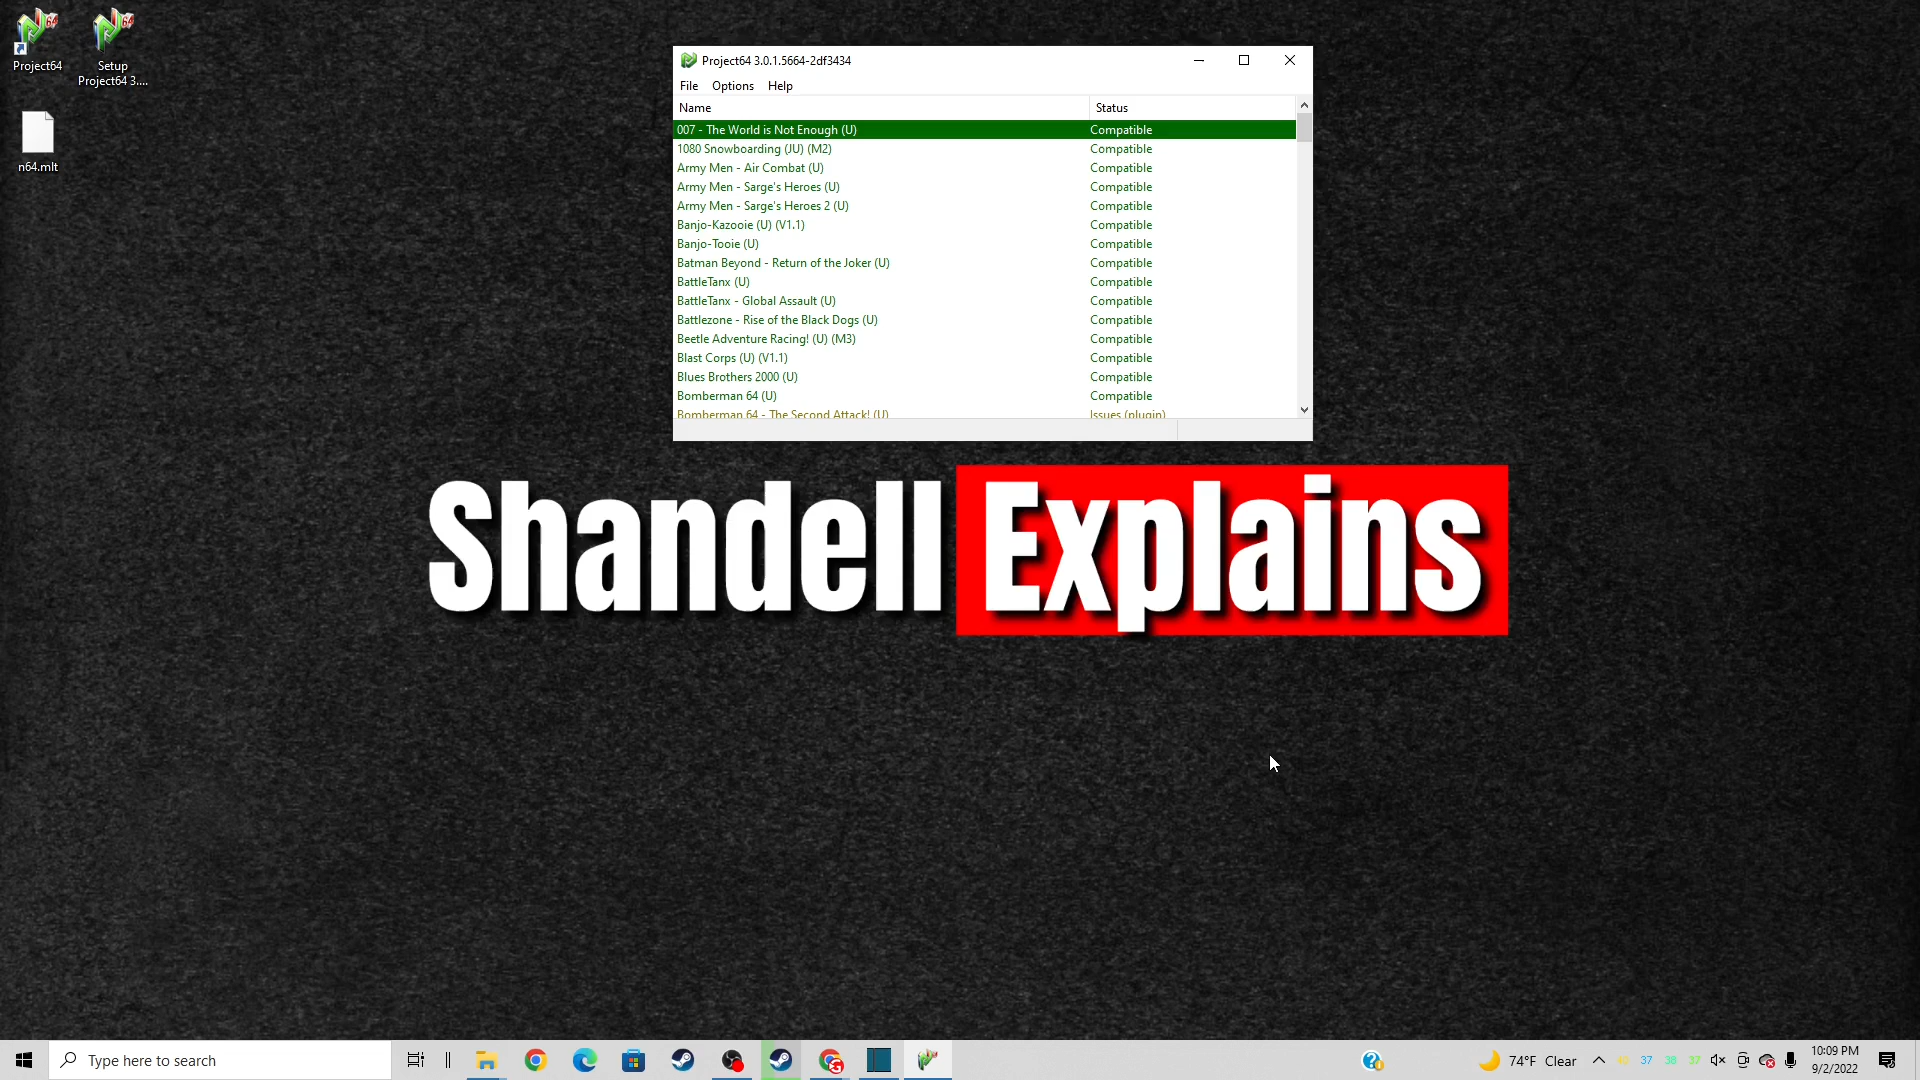 Project64
Setup
Project64 3....
n64.mlt
Project64 3.0.1.5664-2df3434
File Options Help
Name Status
007 - The World is Not Enough (U) Compatible
1080 Snowboarding (JU) (M2) Compatible
Army Men - Air Combat (U) Compatible
Army Men - Sarge's Heroes (U) Compatible
Army Men - Sarge's Heroes 2 (U) Compatible
Banjo-Kazooie (U) (V1.1) Compatible
Banjo-Tooie (U) Compatible
Batman Beyond - Return of the Joker (U) Compatible
BattleTanx (U) Compatible
BattleTanx - Global Assault (U) Compatible
Battlezone - Rise of the Black Dogs (U) Compatible
Beetle Adventure Racing! (U) (M3) Compatible
Blast Corps (U) (V1.1) Compatible
Blues Brothers 2000 (U) Compatible
Bomberman 64 (U) Compatible
Bomberman 64 - The Second Attack! (U) Issues (plugin)
Shandell Explains
Type here to search
74°F Clear
37 38 37
10:09 PM
9/2/2022